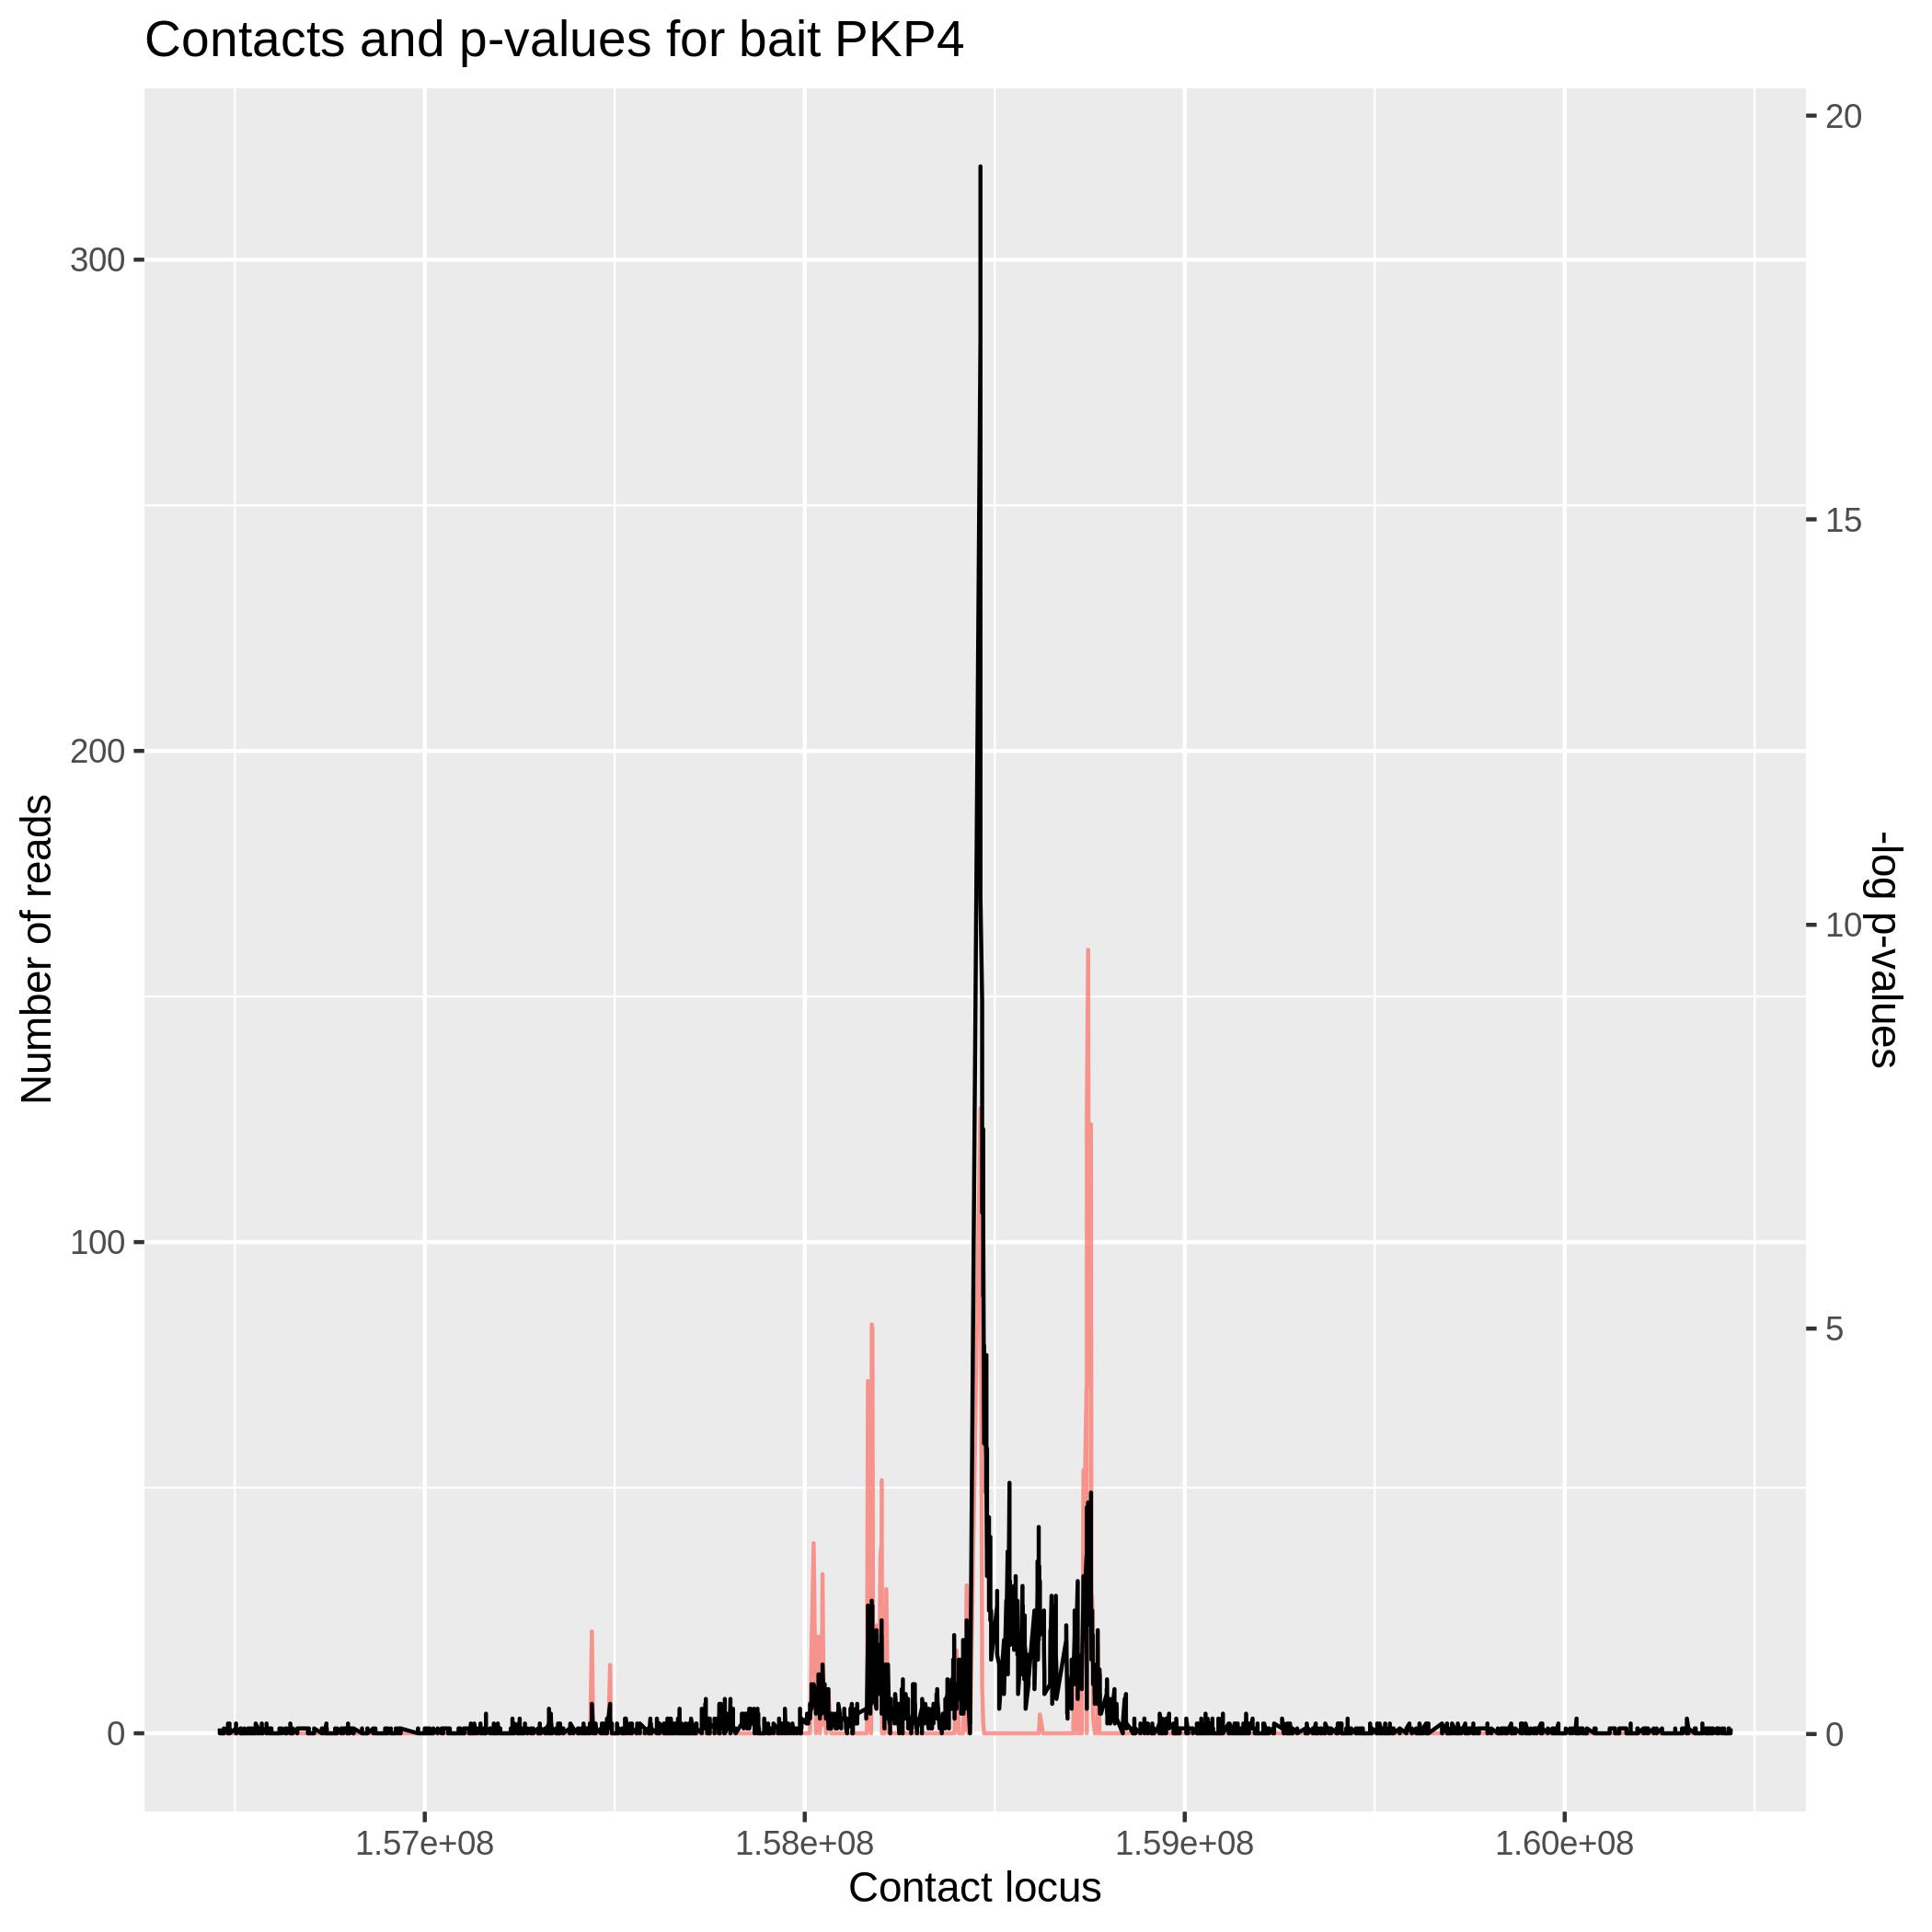 Contacts and p-values for bait PKP4
Number of reads
300
200
100
0
20
15
10
5
0
-log p-values
1.57e+08
1.58e+08
1.59e+08
1.60e+08
Contact locus